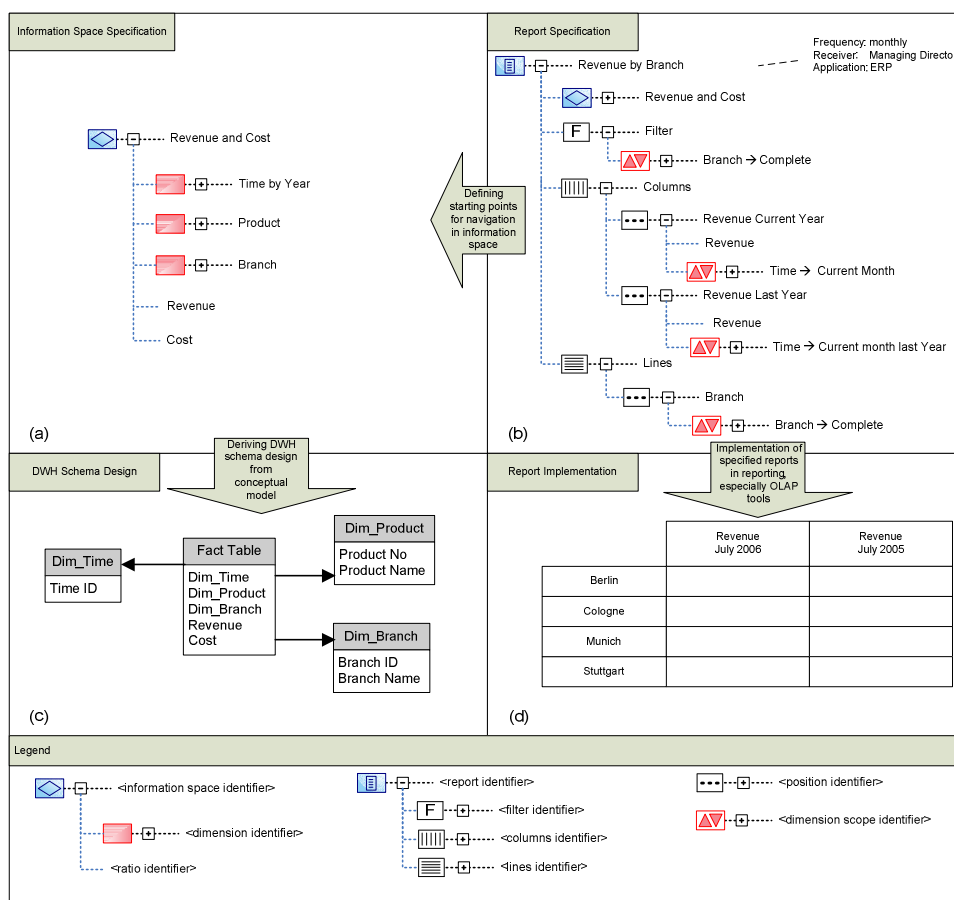 Information Space Specification
Revenue and Cost
Time by Year
Product
Branch
Revenue
Cost
(a)
Defining
starting points
for navigation
in information
space
Report Specification
Frequency: monthly
Receiver: Managing Directo
Application: ERP
Revenue by Branch
Revenue and Cost
F
Filter
Branch → Complete
Columns
Revenue Current Year
Revenue
Time → Current Month
Revenue Last Year
Revenue
Time → Current month last Year
Lines
Branch
Branch → Complete
(b)
DWH Schema Design
Deriving DWH
schema design
from
conceptual
model
Dim_Time
Time ID
Fact Table
Dim_Time
Dim_Product
Dim_Branch
Revenue
Cost
Dim_Product
Product No
Product Name
Dim_Branch
Branch ID
Branch Name
(c)
Report Implementation
Implementation of
specified reports
in reporting,
especially OLAP
tools
Revenue
July 2006
Revenue
July 2005
Berlin
Cologne
Munich
Stuttgart
(d)
Legend
<information space identifier>
<dimension identifier>
<ratio identifier>
<report identifier>
F
<filter identifier>
<columns identifier>
<lines identifier>
<position identifier>
<dimension scope identifier>